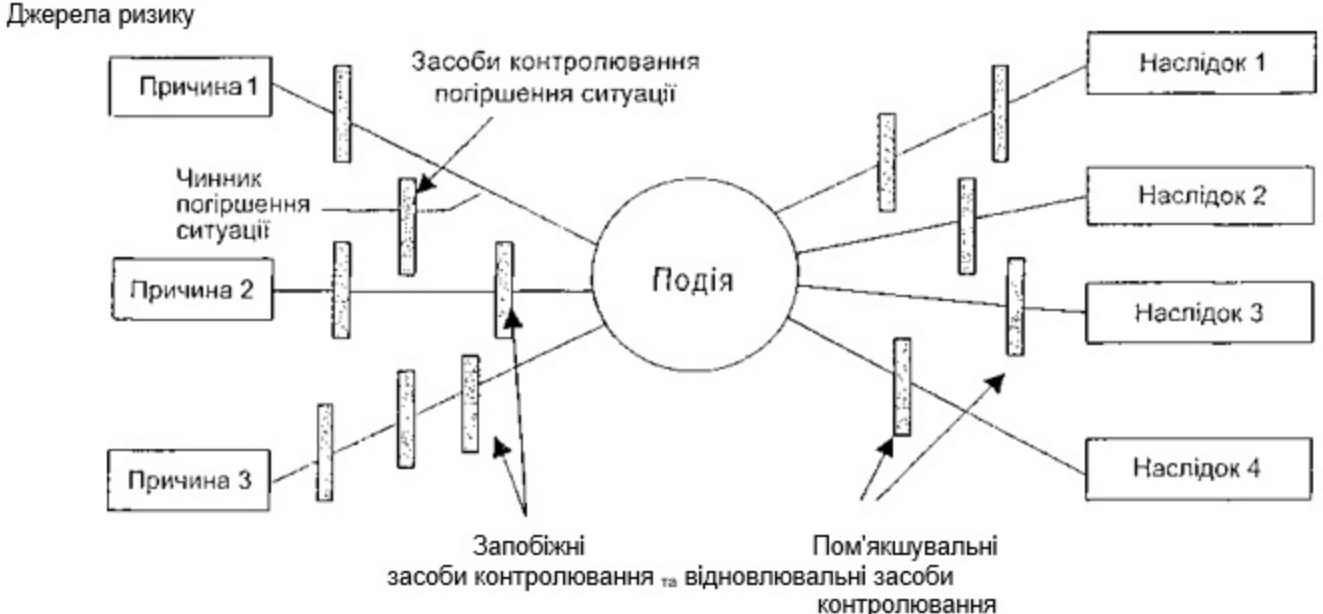 Джерела ризику
Причина 1
Засоби контролювання
погіршення ситуації
Чинник
погіршення
ситуації
Причина 2
Причина 3
Подія
Наслідок 1
Наслідок 2
Наслідок 3
Наслідок 4
Запобіжні
засоби контролювання
Пом'якшувальні
та відновлювальні засоби
контролювання